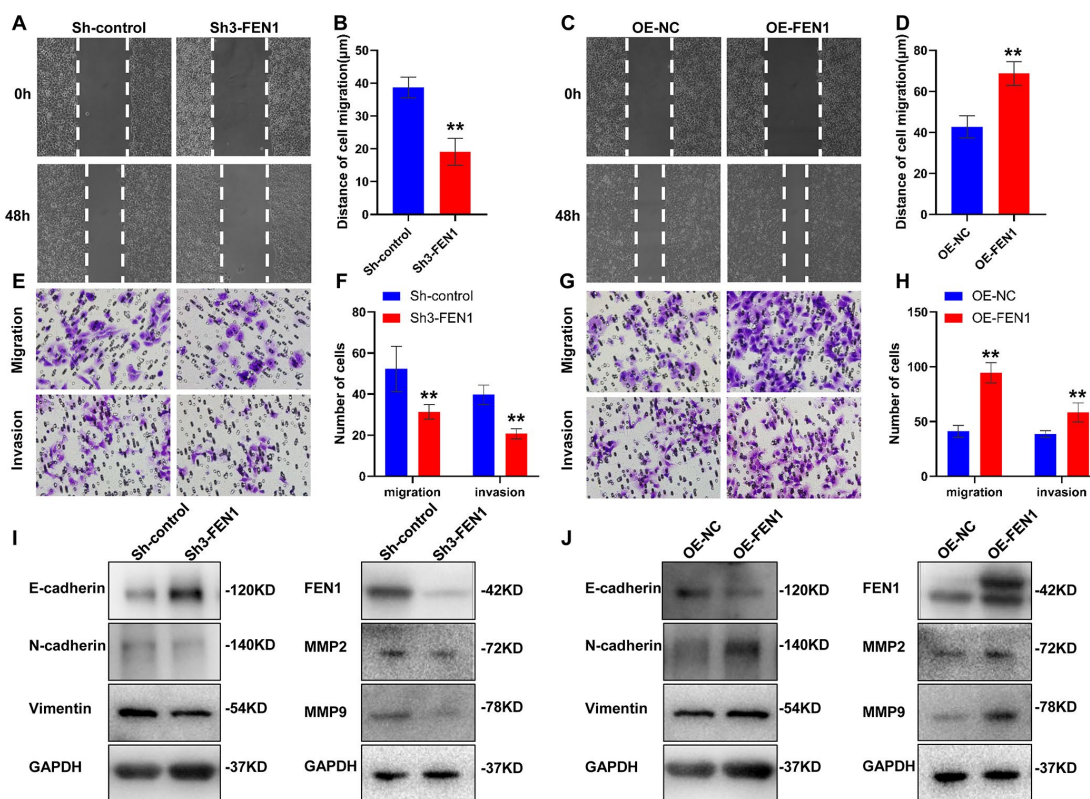 A
Sh-control Sh3-FEN1
0h
48h
B
Distance of cell migration(μm)
50
40
30
20
10
0
**
Sh-control
Sh3-FEN1
C
OE-NC OE-FEN1
0h
48h
D
Distance of cell migration(μm)
80
60
40
20
0
**
OE-NC
OE-FEN1
E
Migration
Invasion
F
Sh-control
Sh3-FEN1
Number of cells
80
60
40
20
0
** **
migration invasion
G
Migration
Invasion
H
OE-NC
OE-FEN1
Number of cells
150
100
50
0
** **
migration invasion
I
Sh-control Sh3-FEN1
E-cadherin -120KD
N-cadherin -140KD
Vimentin -54KD
GAPDH -37KD
Sh-control Sh3-FEN1
FEN1 -42KD
MMP2 -72KD
MMP9 -78KD
GAPDH -37KD
J
OE-NC OE-FEN1
E-cadherin -120KD
N-cadherin -140KD
Vimentin -54KD
GAPDH -37KD
OE-NC OE-FEN1
FEN1 -42KD
MMP2 -72KD
MMP9 -78KD
GAPDH -37KD